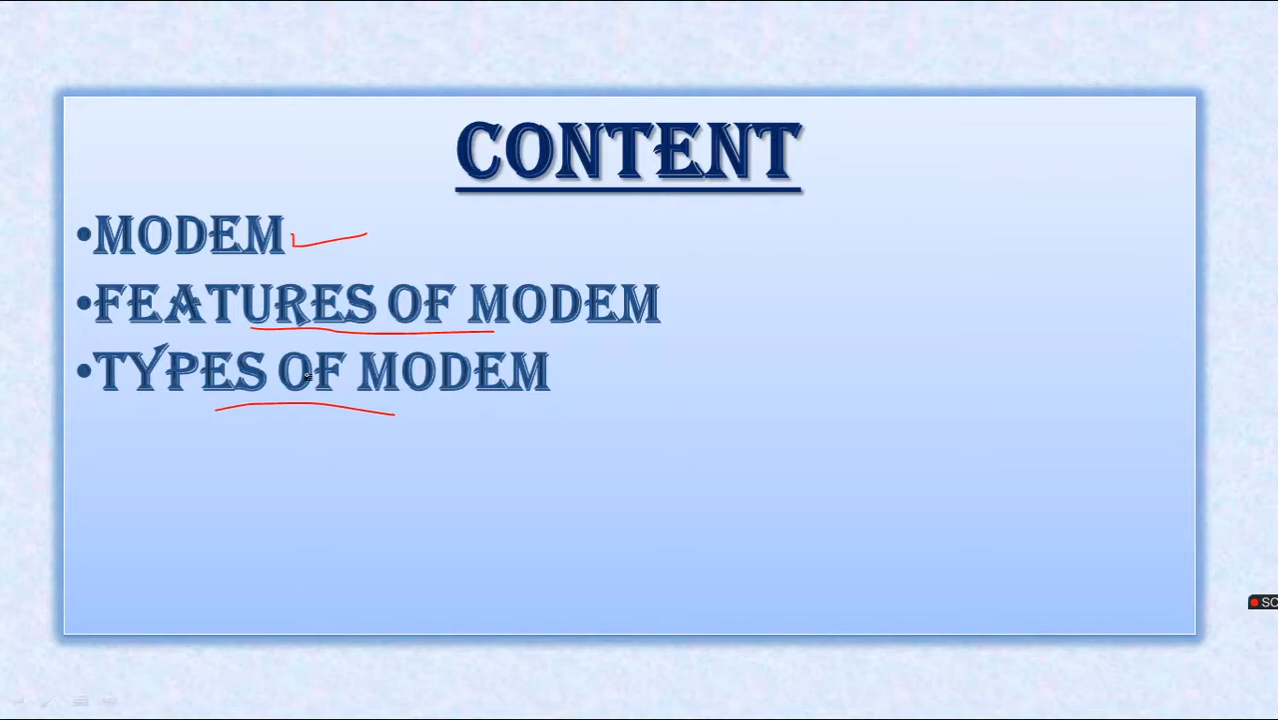 CONTENT
•MODEM
•FEATURES OF MODEM
•TYPES OF MODEM